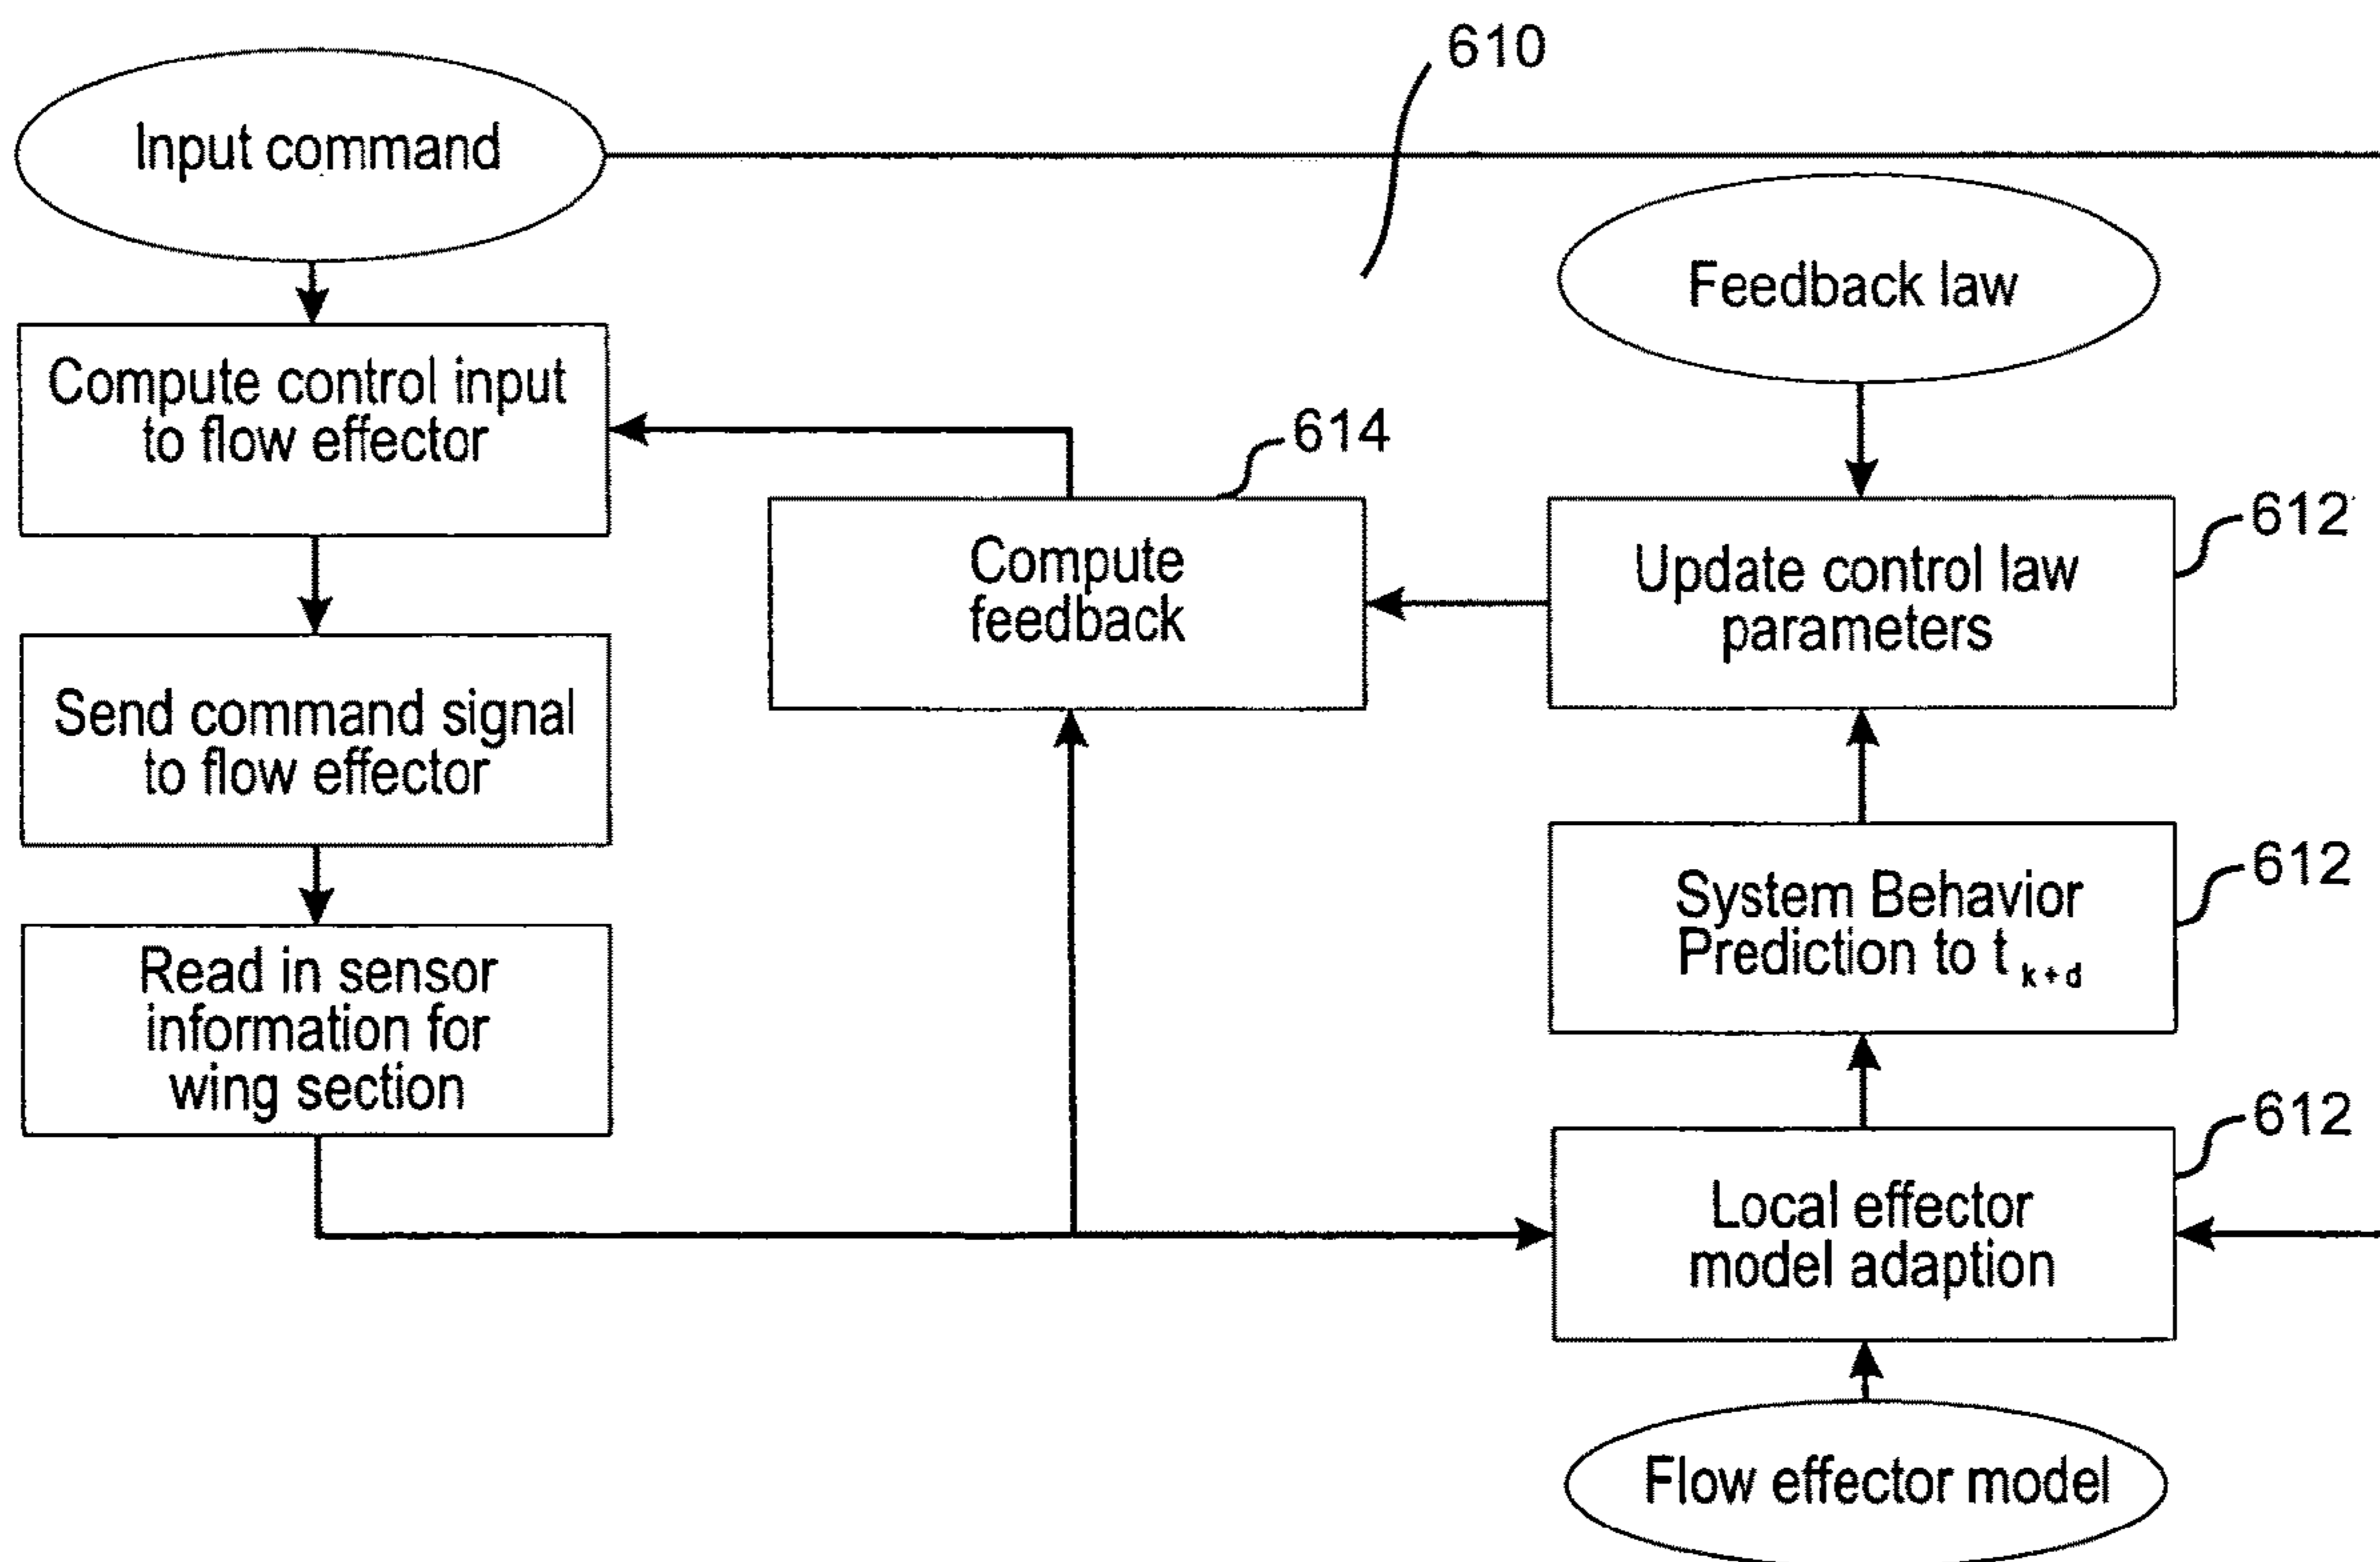 610
Input command
Feedback law
Compute control input
to flow effector
614
Compute
feedback
612
Update control law
parameters
Send command signal
to flow effector
612
System Behavior
Prediction to t k+d
Read in sensor
information for
wing section
612
Local effector
model adaption
Flow effector model